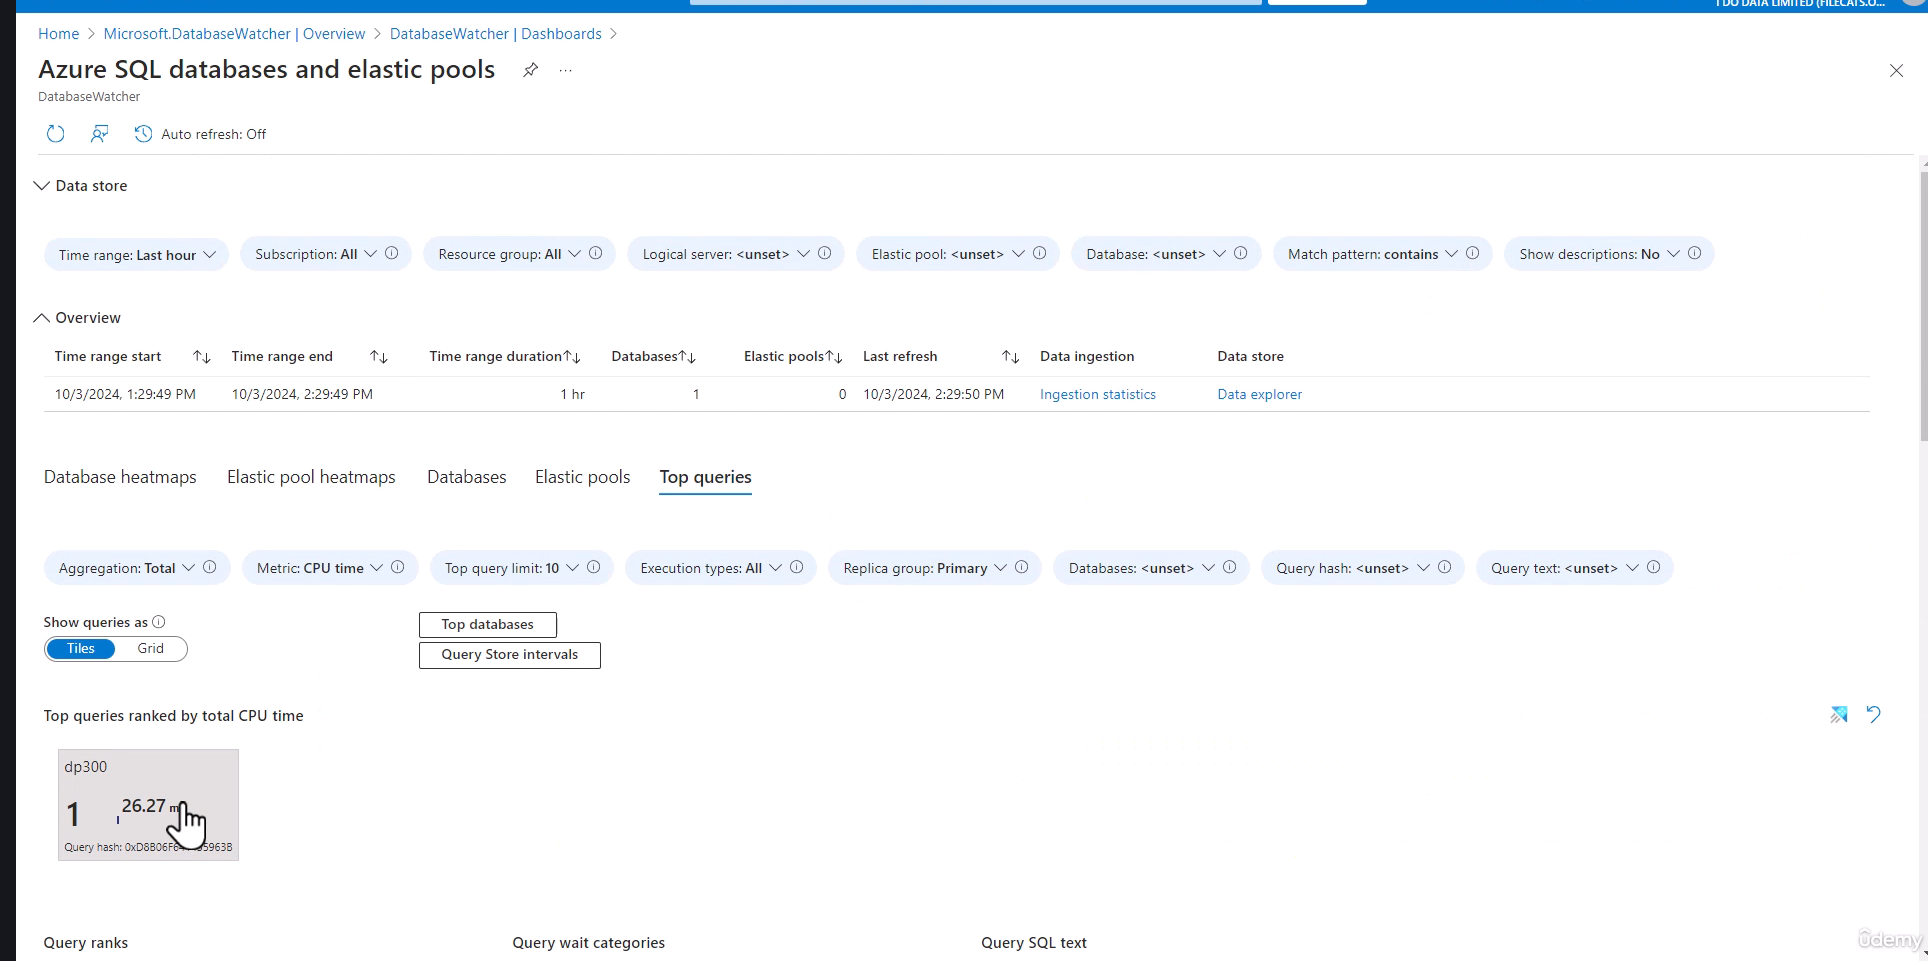 I DO DATA LIMITED (FILECATS.O...
Home > Microsoft.DatabaseWatcher | Overview > DatabaseWatcher | Dashboards >
Azure SQL databases and elastic pools ...
DatabaseWatcher
Auto refresh: Off
Data store
Time range: Last hour Subscription: All Resource group: All Logical server: <unset> Elastic pool: <unset> Database: <unset> Match pattern: contains Show descriptions: No
Overview
Time range start Time range end Time range duration Databases Elastic pools Last refresh Data ingestion Data store
10/3/2024, 1:29:49 PM 10/3/2024, 2:29:49 PM 1 hr 1 0 10/3/2024, 2:29:50 PM Ingestion statistics Data explorer
Database heatmaps Elastic pool heatmaps Databases Elastic pools Top queries
Aggregation: Total Metric: CPU time Top query limit: 10 Execution types: All Replica group: Primary Databases: <unset> Query hash: <unset> Query text: <unset>
Show queries as
Tiles Grid
Top databases
Query Store intervals
Top queries ranked by total CPU time
dp300
1 26.27
Query hash:
Query ranks Query wait categories Query SQL text
ûdemy